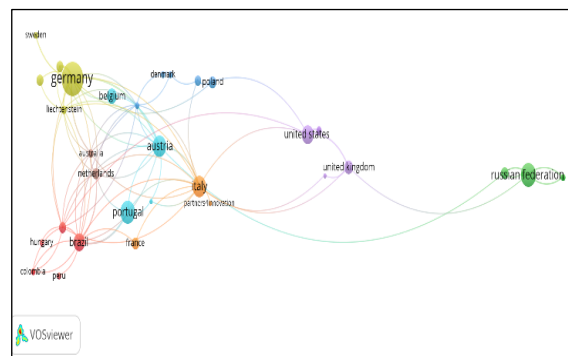 sweden
germany
denmark
poland
belgium
liechtenstein
united states
austria
australia
netherlands
united kingdom
russian federation
italy
partners4innovation
portugal
hungary
brazil
france
colombia
peru
VOSviewer